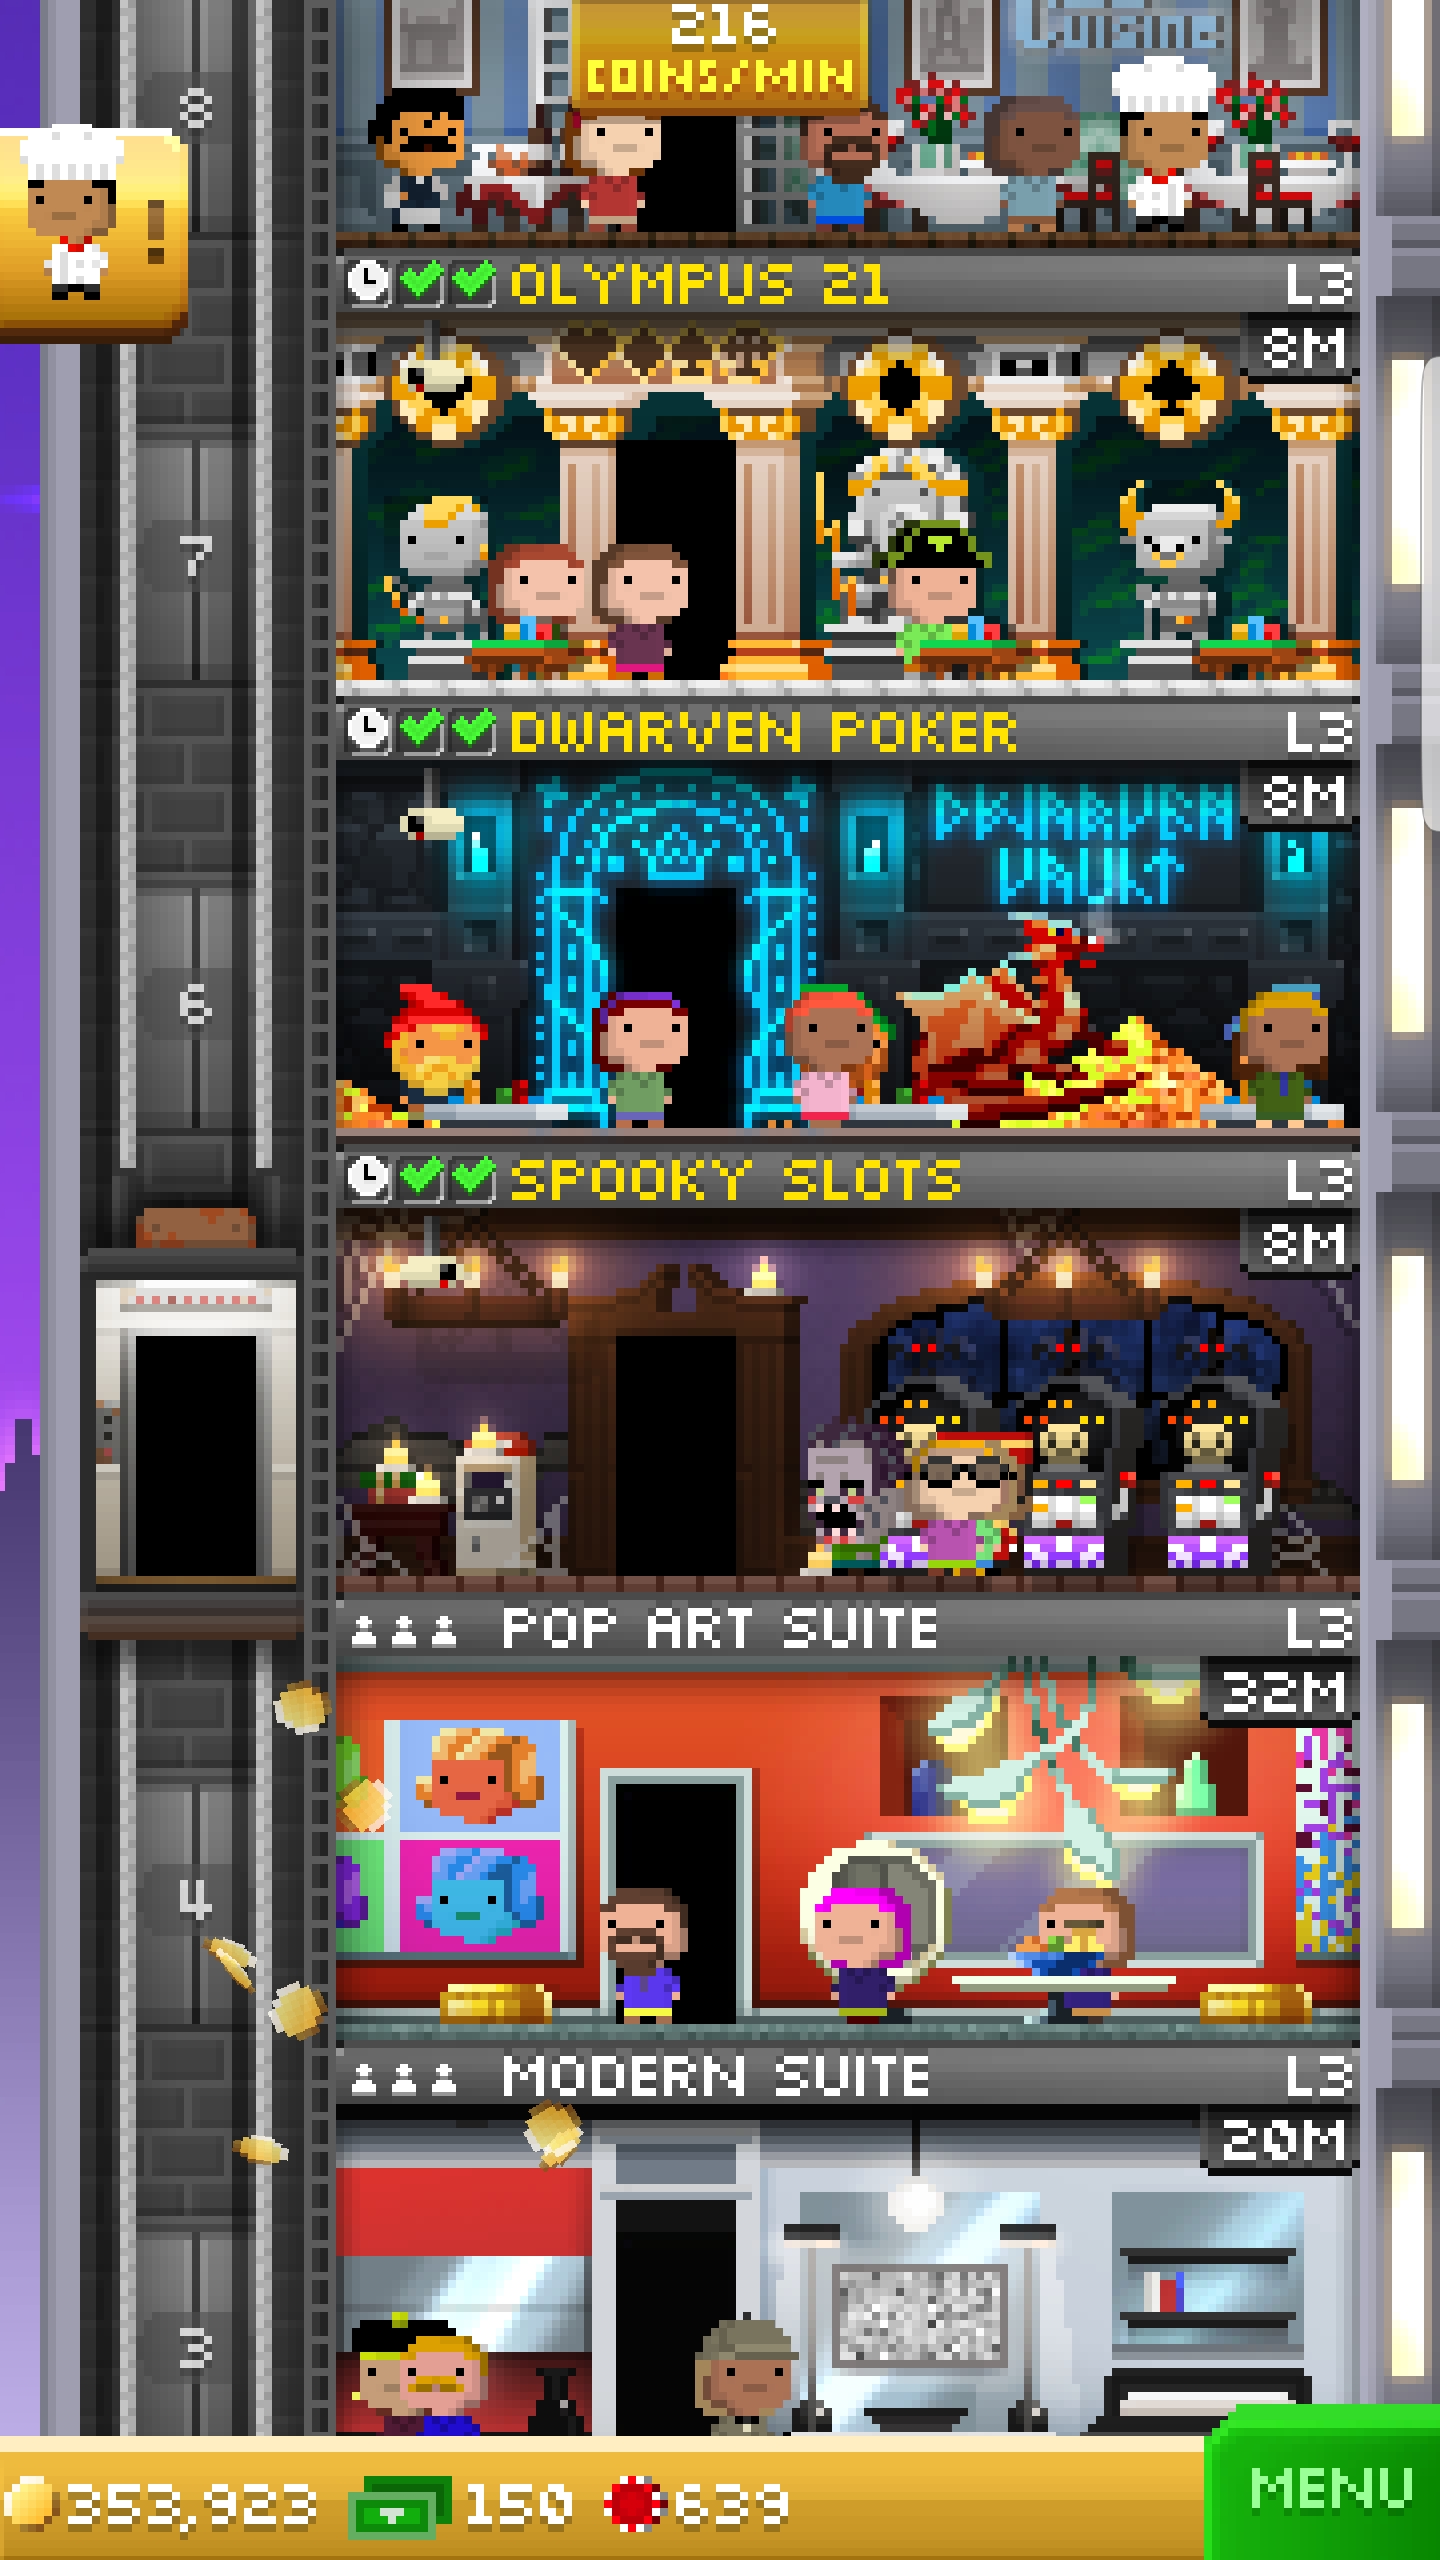 216
COINS/MIN
Cuisine
8
OLYMPUS 21 L3
8M
7
DWARVEN POKER L3
8M
DWARVEN
VAULT
6
SPOOKY SLOTS L3
8M
POP ART SUITE L3
32M
4
MODERN SUITE L3
20M
3
353,923 150 639
MENU